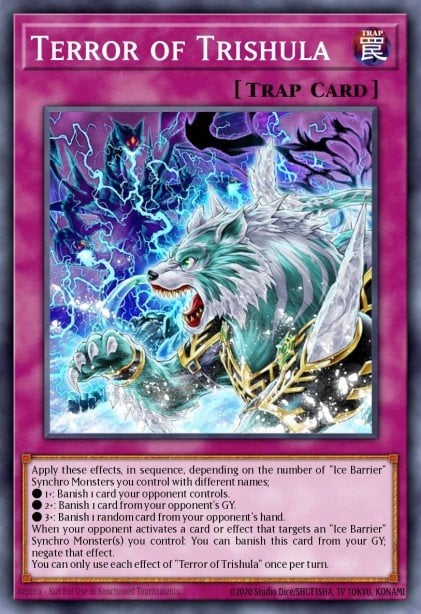 TERROR OF TRISHULA
TRAP
罠
[TRAP CARD]
Apply these effects, in sequence, depending on the number of "Ice Barrier"
Synchro Monsters you control with different names;
● 1+: Banish 1 card your opponent controls.
● 2+: Banish 1 card from your opponent's GY.
● 3+: Banish 1 random card from your opponent's hand.
When your opponent activates a card or effect that targets an "Ice Barrier"
Synchro Monster(s) you control: You can banish this card from your GY;
negate that effect.
You can only use each effect of "Terror of Trishula" once per turn.
Replica - Not For Use in Sanctioned Tournaments
©2020 Studio Dice/SHUEISHA, TV TOKYO, KONAMI